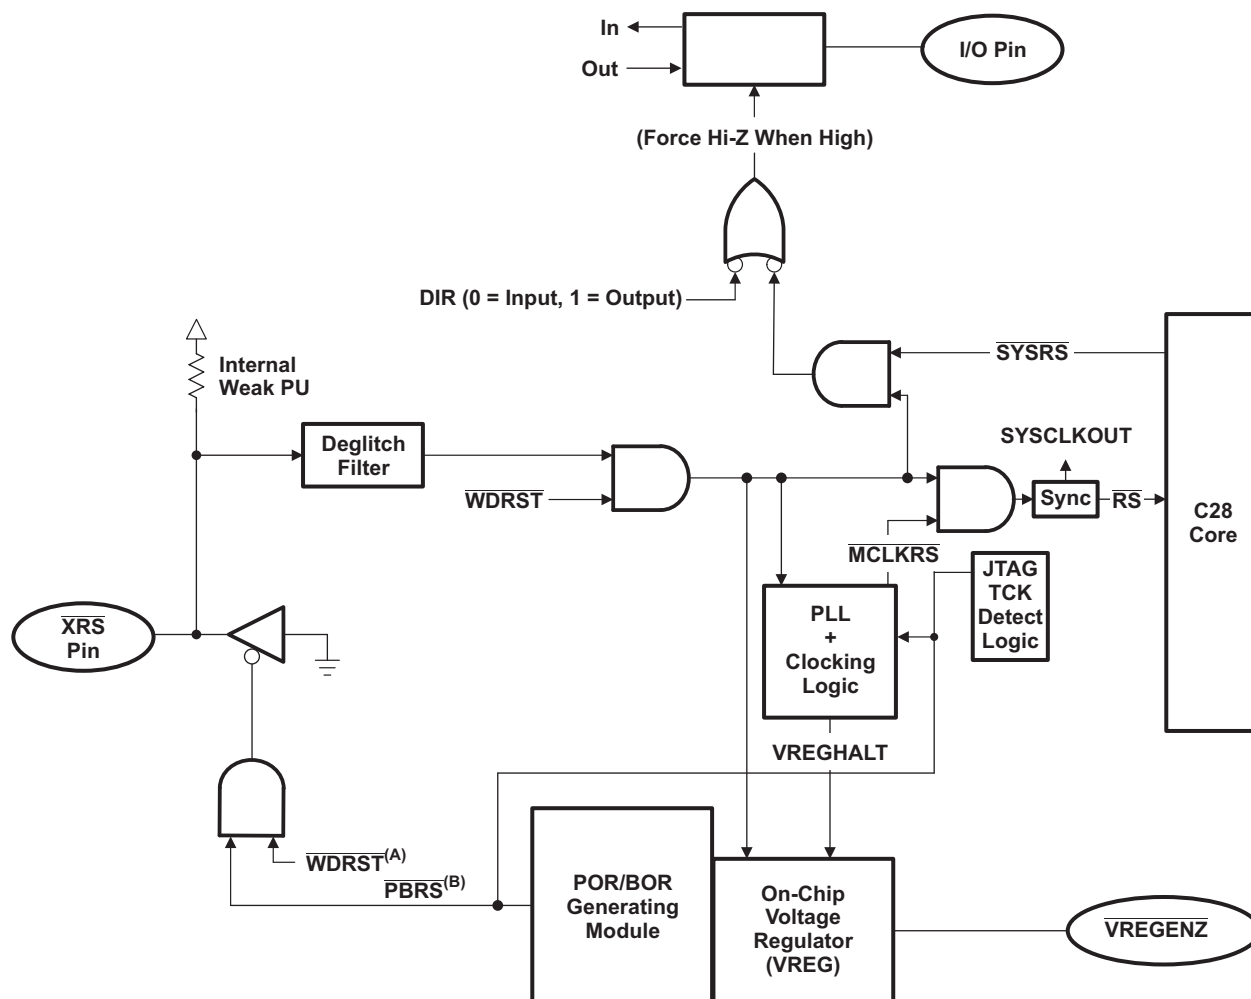 In
Out
I/O Pin
(Force Hi-Z When High)
DIR (0 = Input, 1 = Output)
Internal
Weak PU
SYSRS
Deglitch
Filter
SYSCLKOUT
WDRST
Sync
RS
C28
Core
MCLKRS
JTAG
TCK
Detect
Logic
PLL
+
Clocking
Logic
XRS
Pin
VREGHALT
WDRST(A)
PBRS(B)
POR/BOR
Generating
Module
On-Chip
Voltage
Regulator
(VREG)
VREGENZ